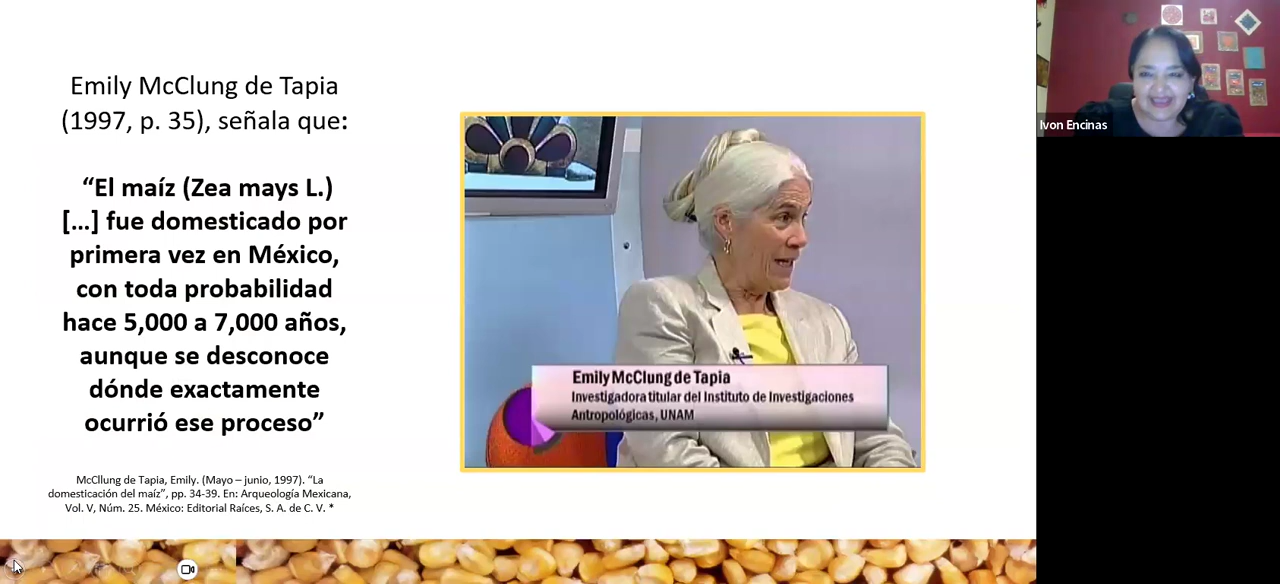 Emily McClung de Tapia
(1997, p. 35), señala que:
“El maíz (Zea mays L.)
[...] fue domesticado por
primera vez en México,
con toda probabilidad
hace 5,000 a 7,000 años,
aunque se desconoce
dónde exactamente
ocurrió ese proceso”
McCllung de Tapia, Emily. (Mayo – junio, 1997). “La
domesticación del maíz”, pp. 34-39. En: Arqueología Mexicana,
Vol. V, Núm. 25. México: Editorial Raíces, S. A. de C. V. *
Emily McClung de Tapia
Investigadora titular del Instituto de Investigaciones
Antropológicas, UNAM
Ivon Encinas